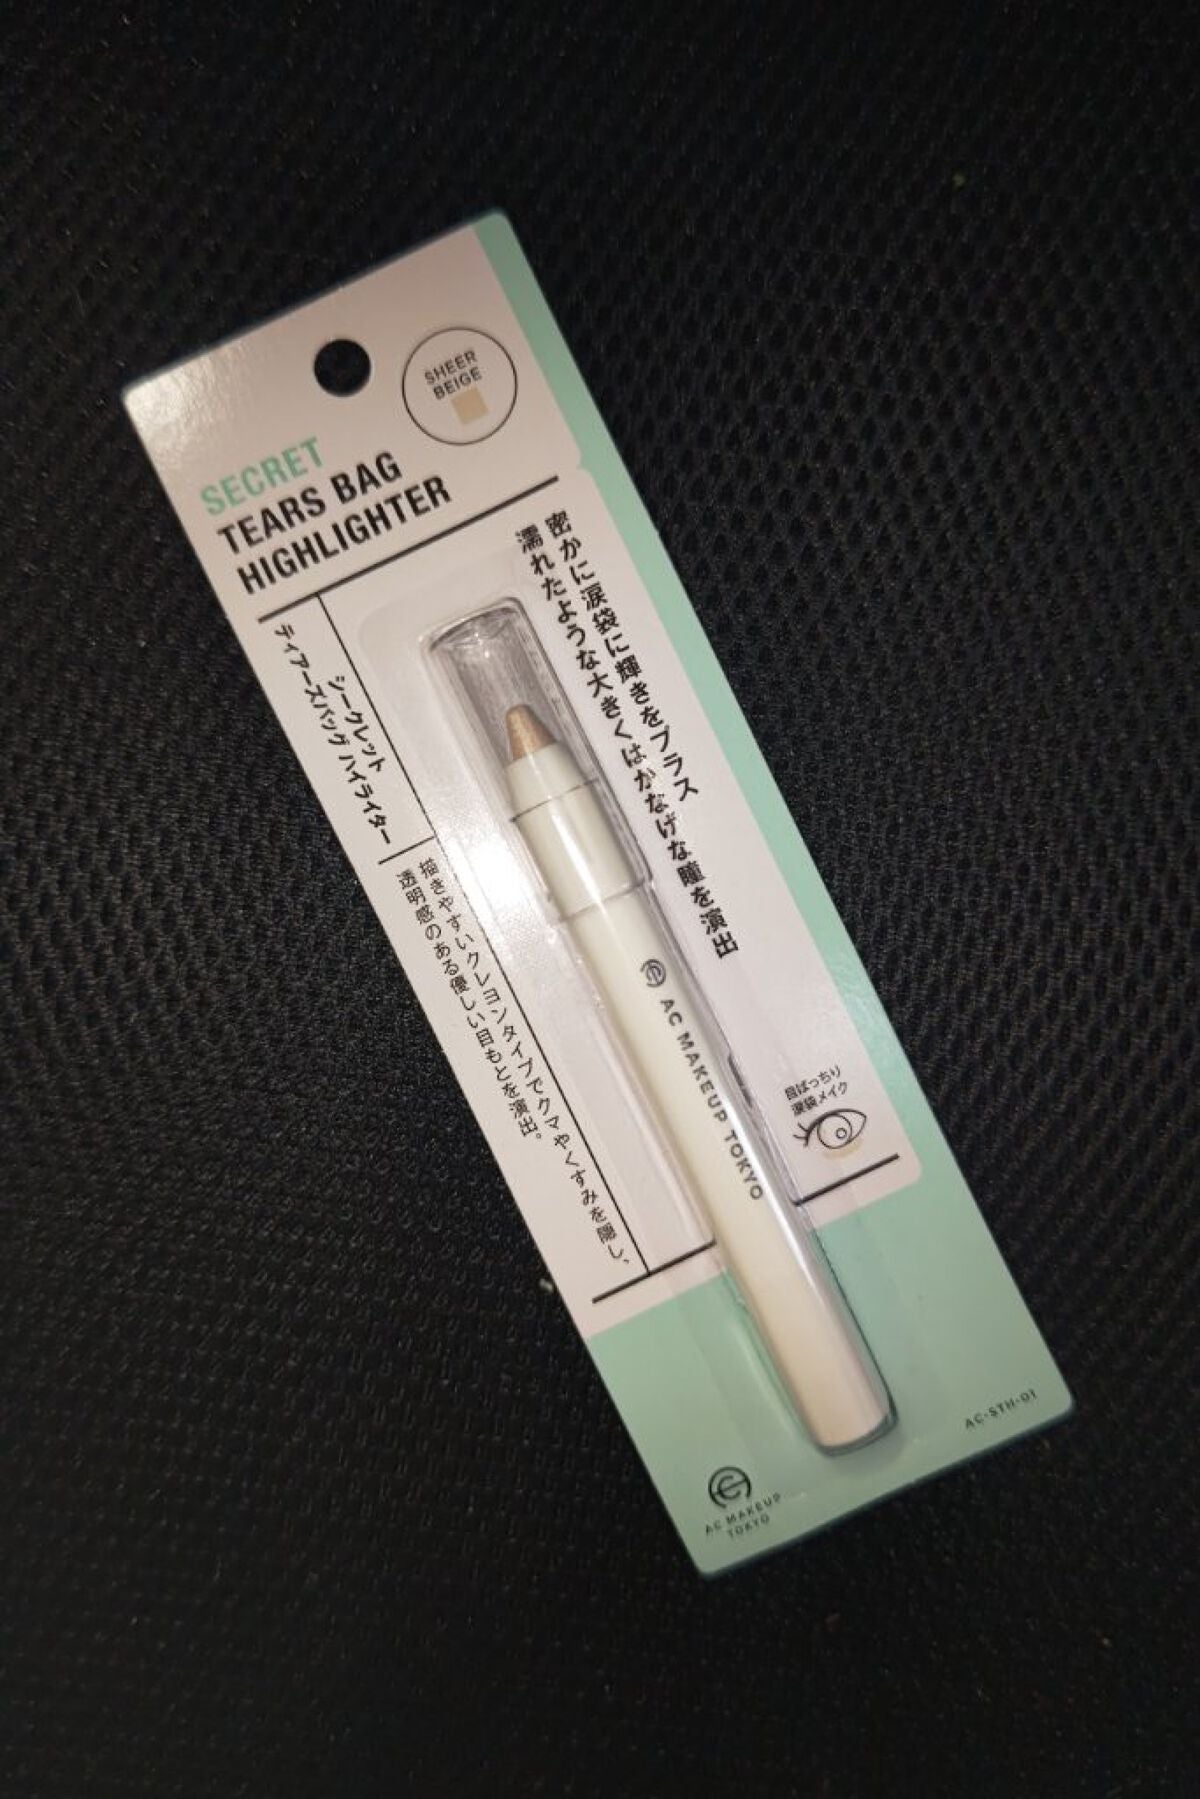 SHEER
BEIGE
SECRET
TEARS BAG
HIGHLIGHTER
密かに涙袋に輝きをプラス
濡れたような大きくはかなげな瞳を演出
シークレット
ティアーズバッグ ハイライター
描きやすいクレヨンタイプでクマやくすみを隠し、
透明感のある優しい目もとを演出。
AC MAKEUP TOKYO
目ぱっちり
涙袋メイク
AC-STH-01
AC MAKEUP
TOKYO